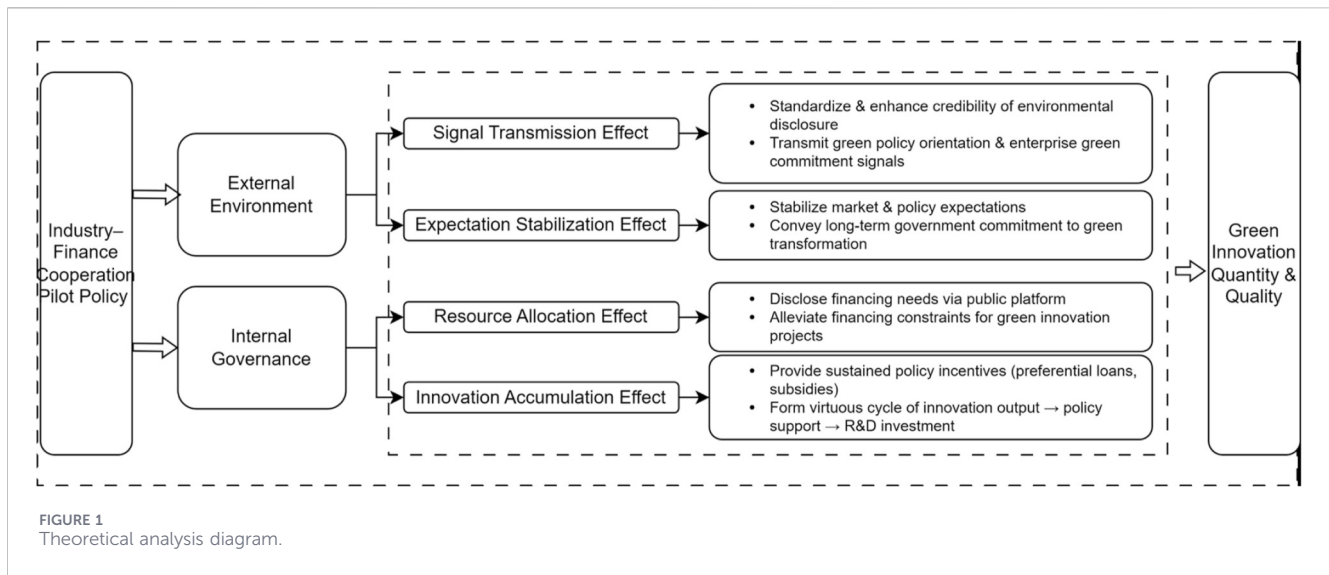 Industry–
Finance
Cooperation
Pilot Policy
External
Environment
Internal
Governance
Signal Transmission Effect
Expectation Stabilization Effect
Resource Allocation Effect
Innovation Accumulation Effect
• Standardize & enhance credibility of environmental
disclosure
• Transmit green policy orientation & enterprise green
commitment signals
• Stabilize market & policy expectations
• Convey long-term government commitment to green
transformation
• Disclose financing needs via public platform
• Alleviate financing constraints for green innovation
projects
• Provide sustained policy incentives (preferential loans,
subsidies)
• Form virtuous cycle of innovation output → policy
support → R&D investment
Green
Innovation
Quantity &
Quality
FIGURE 1
Theoretical analysis diagram.